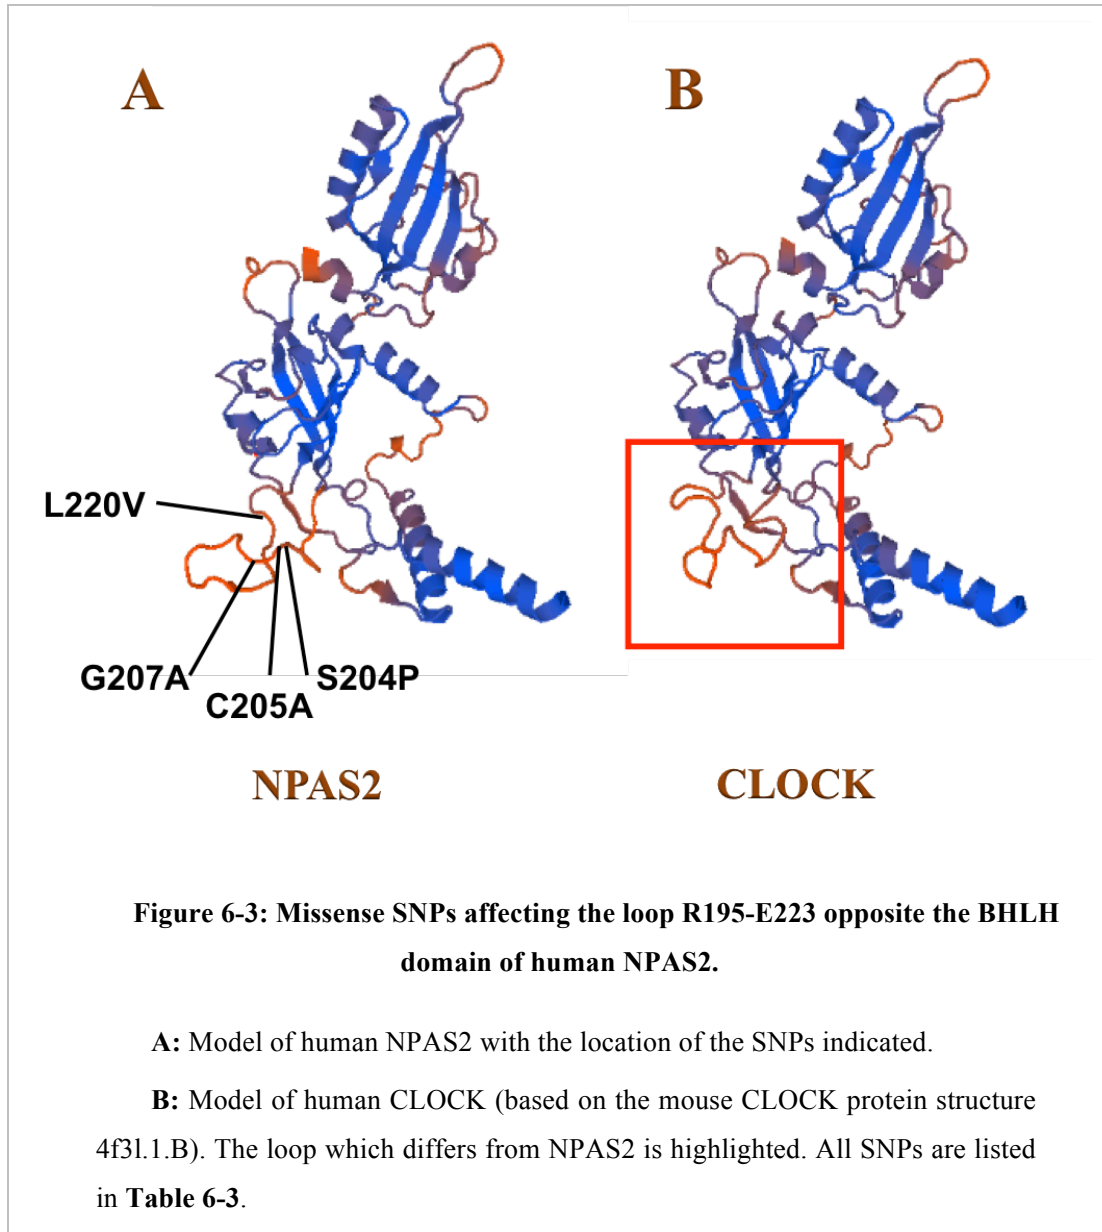 A
B
L220V
G207A
S204P
C205A
NPAS2
CLOCK
Figure 6-3: Missense SNPs affecting the loop R195-E223 opposite the BHLH
domain of human NPAS2.
A: Model of human NPAS2 with the location of the SNPs indicated.
B: Model of human CLOCK (based on the mouse CLOCK protein structure
4f3l.1.B). The loop which differs from NPAS2 is highlighted. All SNPs are listed
in Table 6-3.